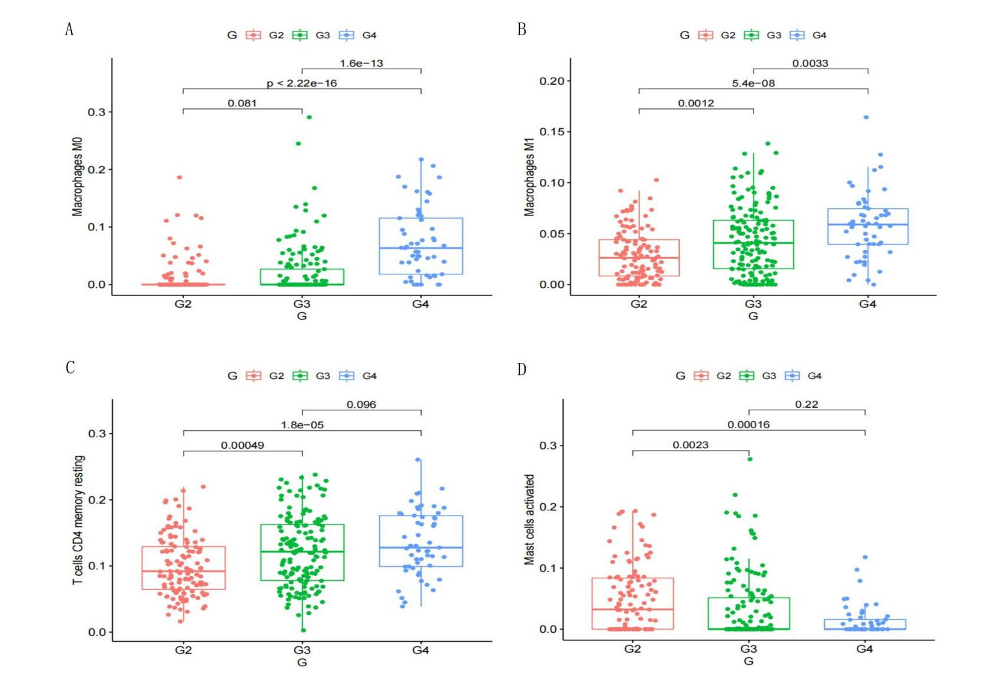 A
G G2 G3 G4
1.6e−13
p < 2.22e−16
0.081
0.3
0.2
0.1
0.0
Macrophages M0
G2 G3 G4
G
B
G G2 G3 G4
0.0033
5.4e−08
0.0012
0.20
0.15
0.10
0.05
0.00
Macrophages M1
G2 G3 G4
G
C
G G2 G3 G4
0.096
1.8e−05
0.00049
0.3
0.2
0.1
0.0
T cells CD4 memory resting
G2 G3 G4
G
D
G G2 G3 G4
0.22
0.00016
0.0023
0.3
0.2
0.1
0.0
Mast cells activated
G2 G3 G4
G